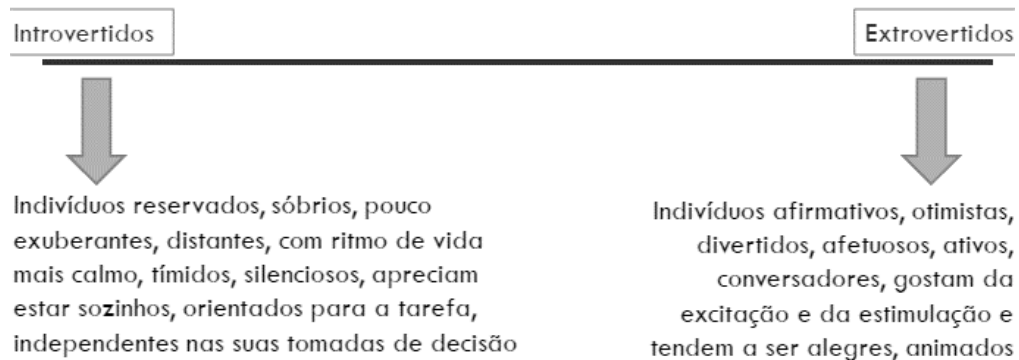 Introvertidos
Extrovertidos
Indivíduos reservados, sóbrios, pouco
exuberantes, distantes, com ritmo de vida
mais calmo, tímidos, silenciosos, apreciam
estar sozinhos, orientados para a tarefa,
independentes nas suas tomadas de decisão
Indivíduos afirmativos, otimistas,
divertidos, afetuosos, ativos,
conversadores, gostam da
excitação e da estimulação e
tendem a ser alegres, animados